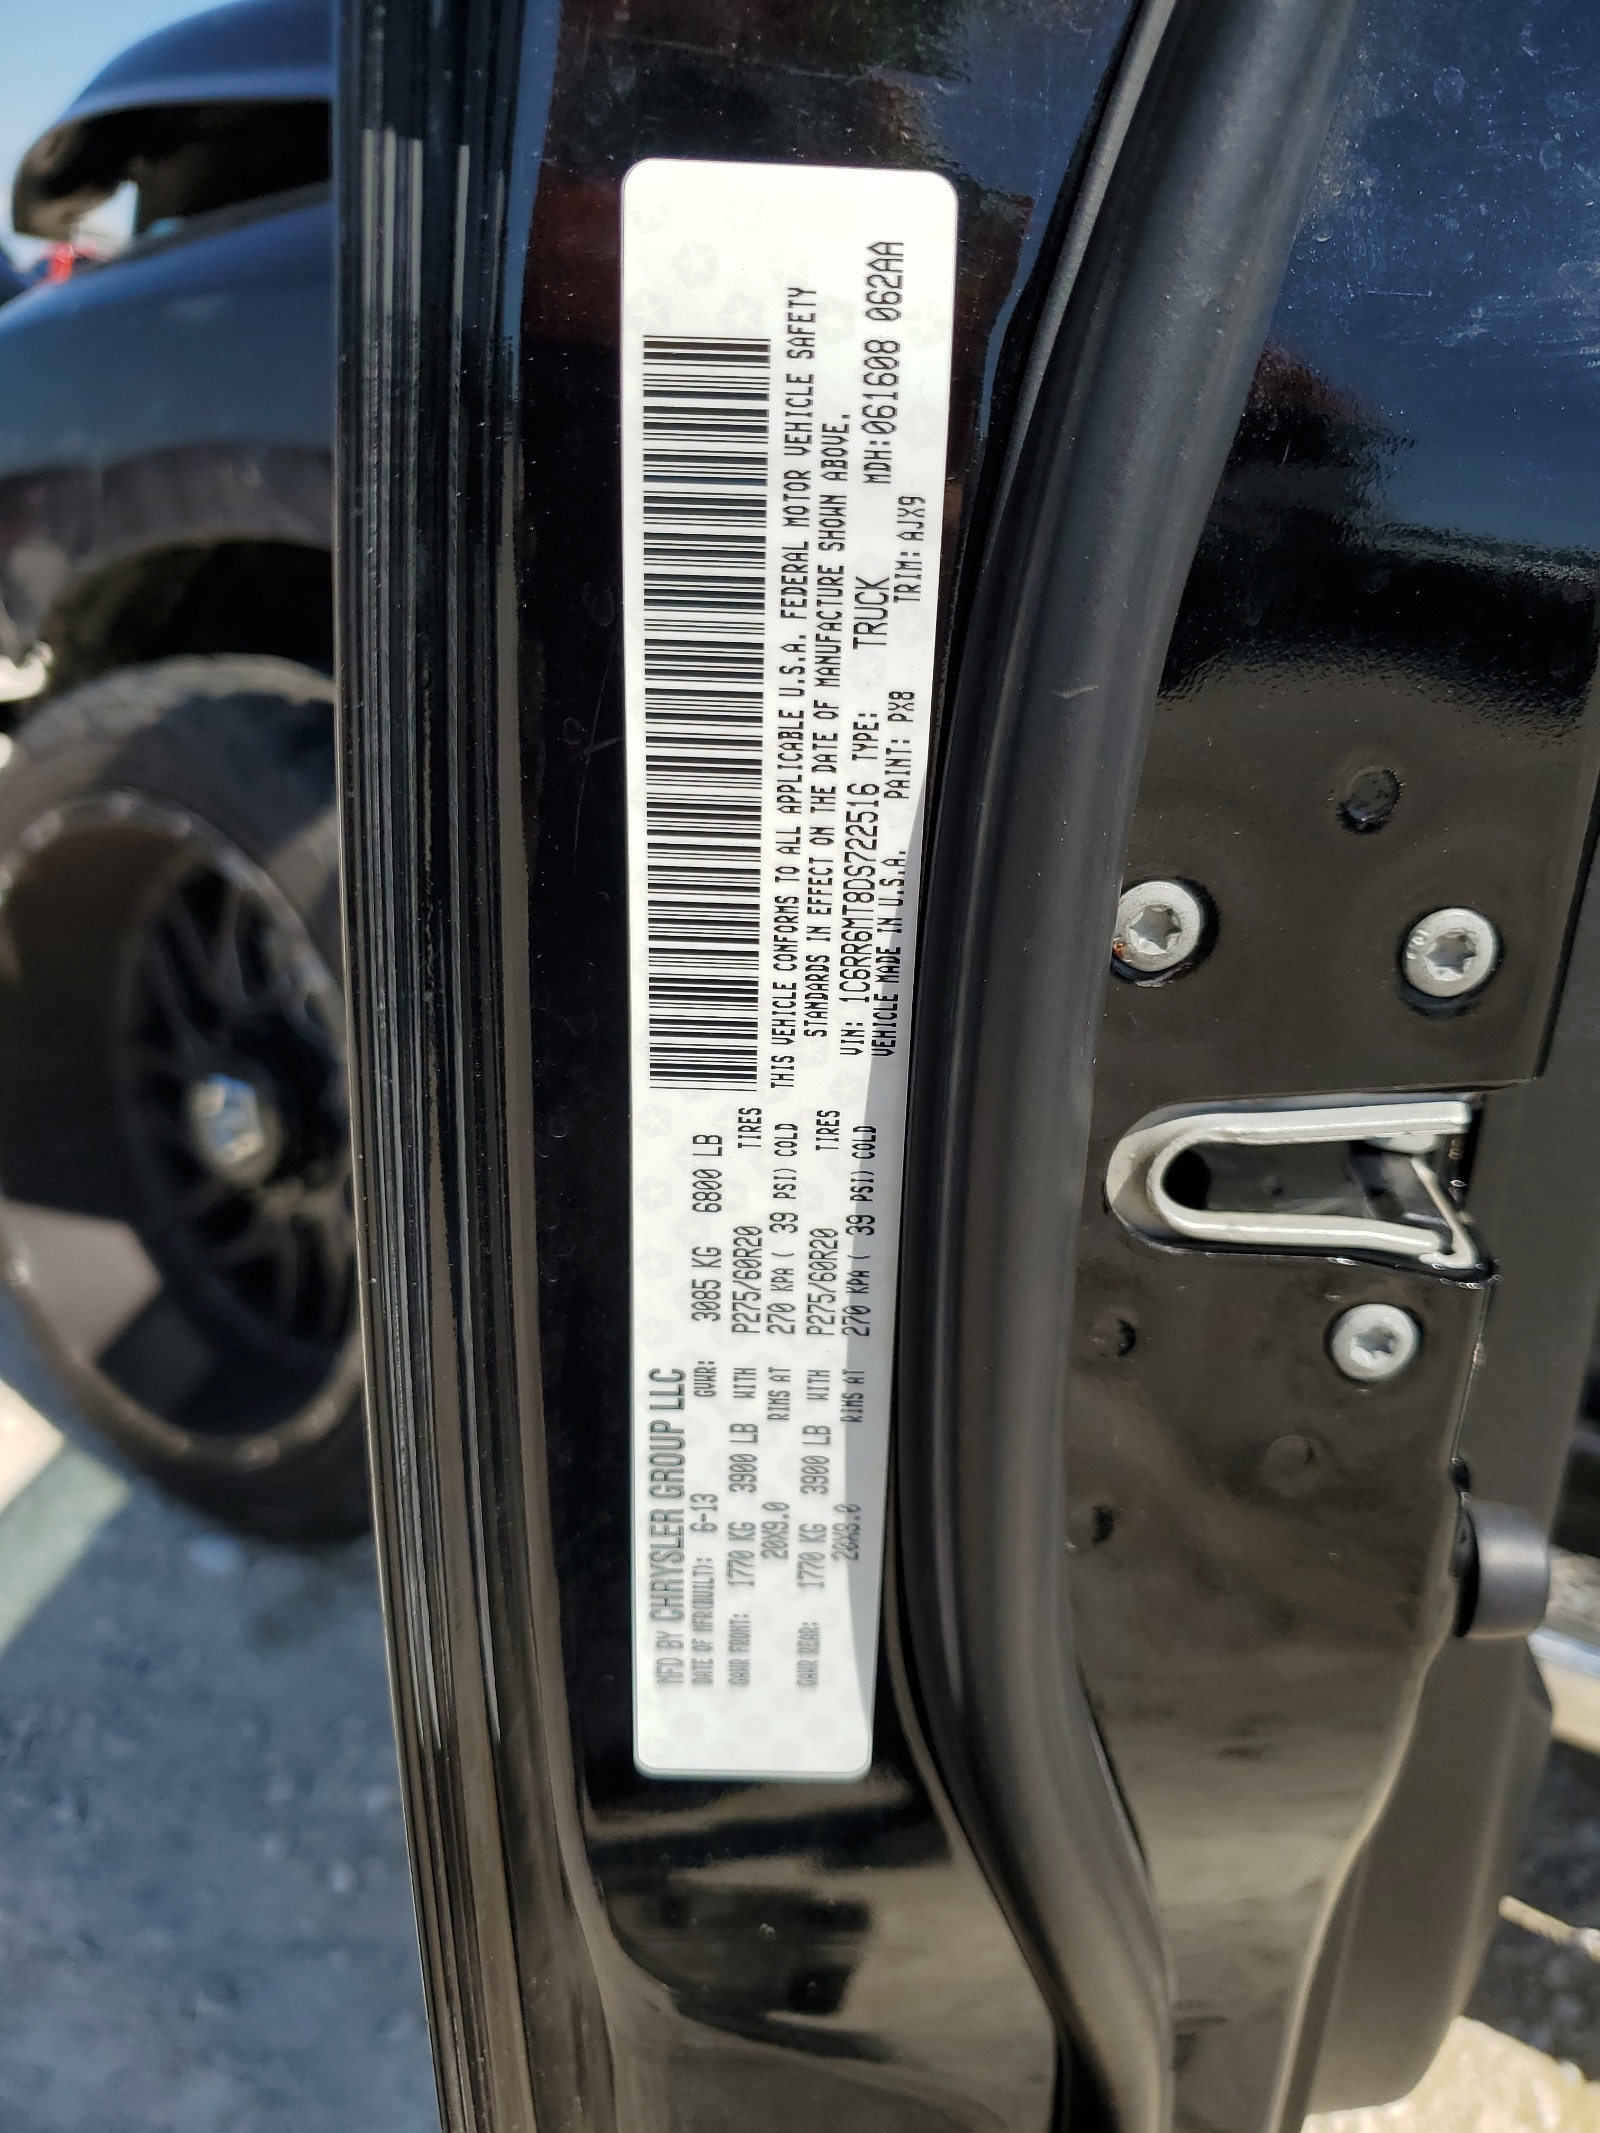 MFD BY CHRYSLER GROUP LLC
DATE OF MFR(BUILT): 6-13 GVWR: 3085 KG 6800 LB
GAWR FRONT: 1770 KG 3900 LB WITH P275/60R20 TIRES
20X9.0 RIMS AT 270 KPA ( 39 PSI) COLD
GAWR REAR: 1770 KG 3900 LB WITH P275/60R20 TIRES
20X9.0 RIMS AT 270 KPA ( 39 PSI) COLD
THIS VEHICLE CONFORMS TO ALL APPLICABLE U.S.A. FEDERAL MOTOR VEHICLE SAFETY
STANDARDS IN EFFECT ON THE DATE OF MANUFACTURE SHOWN ABOVE.
VIN: 1C6RR6MT8DS722516 TYPE: TRUCK MDH:061608 062AA
VEHICLE MADE IN U.S.A. PAINT: PX8 TRIM: AJX9